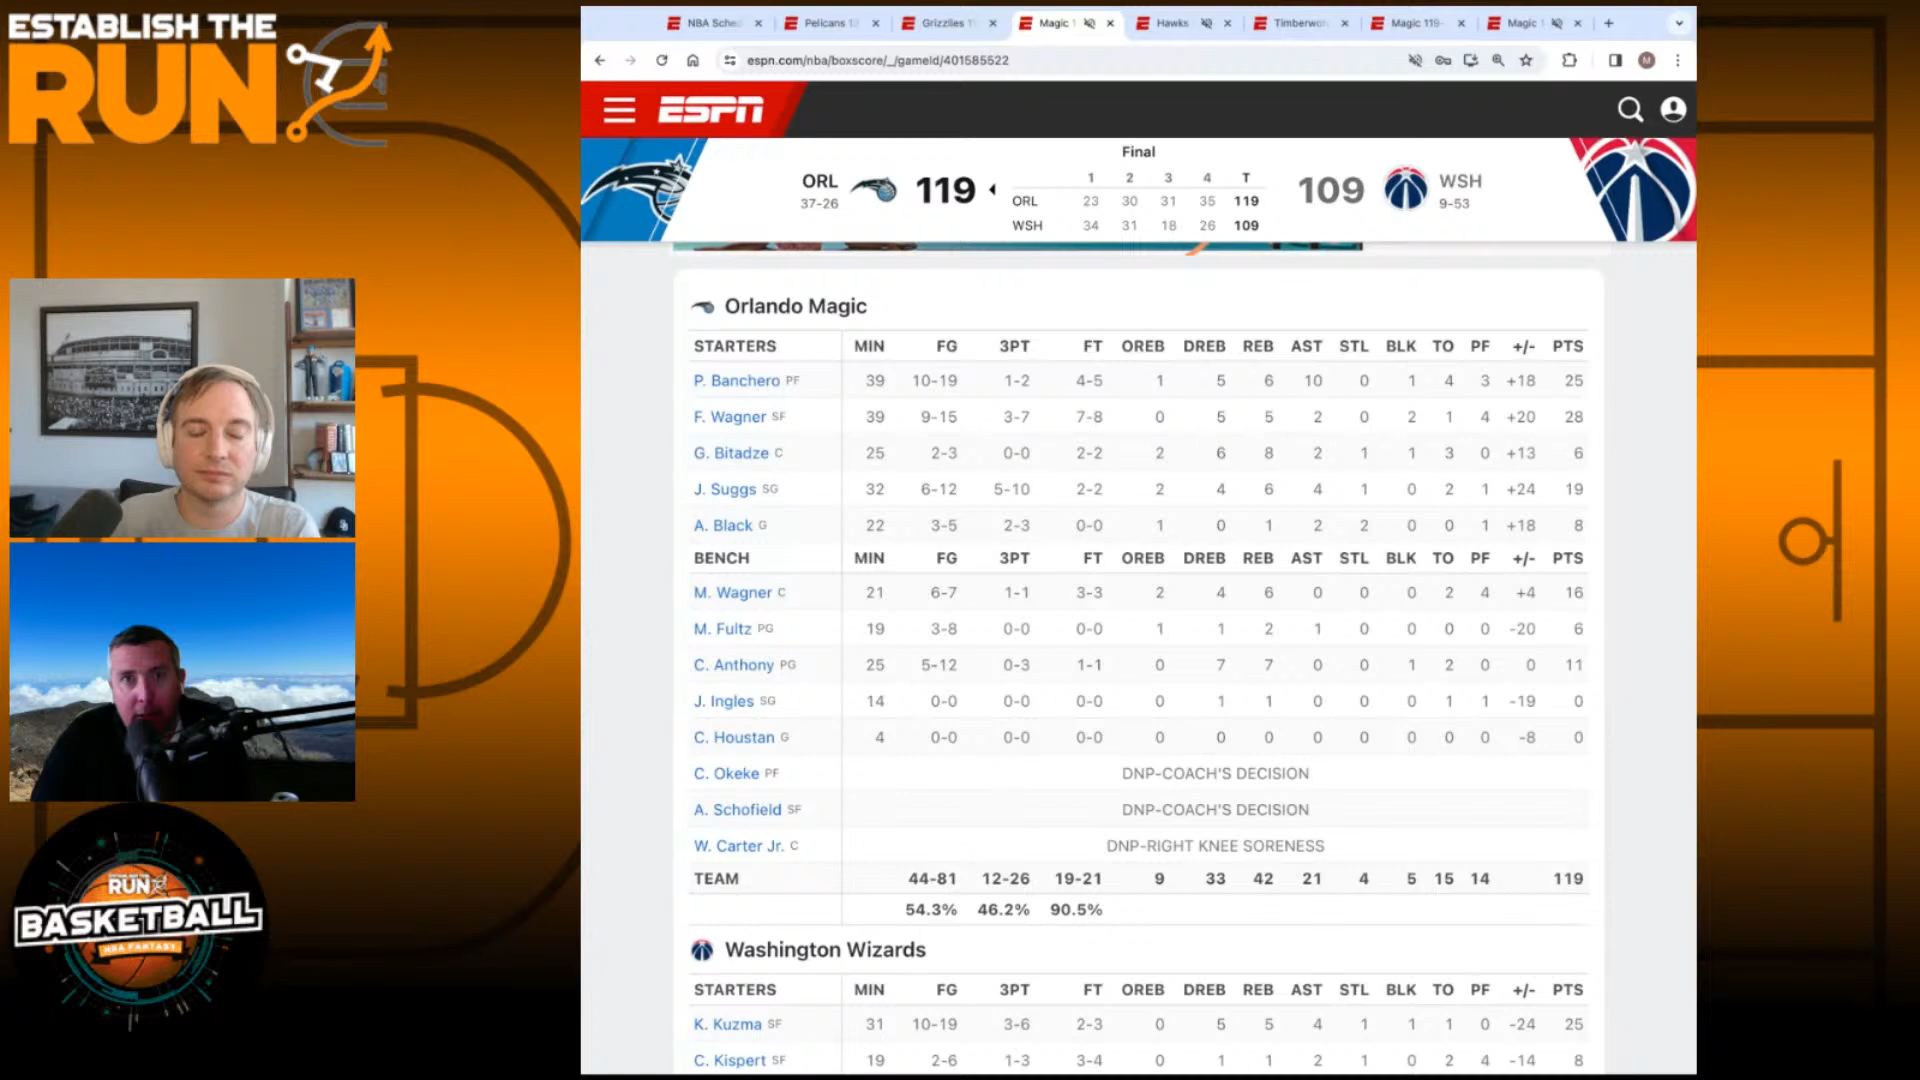 ESTABLISH THE
RUN
NBA Sched
Pelicans 12
Grizzlies 11
Magic 1
Hawks
Timberwo
Magic 119-
Magic 1
espn.com/nba/boxscore/_/gameId/401585522
M
ESPN
Final
ORL 119 109 WSH
37-26 9-53
1 2 3 4 T
ORL 23 30 31 35 119
WSH 34 31 18 26 109
Orlando Magic
STARTERS MIN FG 3PT FT OREB DREB REB AST STL BLK TO PF +/- PTS
P. Banchero PF 39 10-19 1-2 4-5 1 5 6 10 0 1 4 3 +18 25
F. Wagner SF 39 9-15 3-7 7-8 0 5 5 2 0 2 1 4 +20 28
G. Bitadze C 25 2-3 0-0 2-2 2 6 8 2 1 1 3 0 +13 6
J. Suggs SG 32 6-12 5-10 2-2 2 4 6 4 1 0 2 1 +24 19
A. Black G 22 3-5 2-3 0-0 1 0 1 2 2 0 0 1 +18 8
BENCH MIN FG 3PT FT OREB DREB REB AST STL BLK TO PF +/- PTS
M. Wagner C 21 6-7 1-1 3-3 2 4 6 0 0 0 2 4 +4 16
M. Fultz PG 19 3-8 0-0 0-0 1 1 2 1 0 0 0 0 -20 6
C. Anthony PG 25 5-12 0-3 1-1 0 7 7 0 0 1 2 0 0 11
J. Ingles SG 14 0-0 0-0 0-0 0 1 1 0 0 0 1 1 -19 0
C. Houstan G 4 0-0 0-0 0-0 0 0 0 0 0 0 0 0 -8 0
C. Okeke PF DNP-COACH'S DECISION
A. Schofield SF DNP-COACH'S DECISION
W. Carter Jr. C DNP-RIGHT KNEE SORENESS
TEAM 44-81 12-26 19-21 9 33 42 21 4 5 15 14 119
54.3% 46.2% 90.5%
Washington Wizards
STARTERS MIN FG 3PT FT OREB DREB REB AST STL BLK TO PF +/- PTS
K. Kuzma SF 31 10-19 3-6 2-3 0 5 5 4 1 1 1 0 -24 25
C. Kispert SF 19 2-6 1-3 3-4 0 1 1 2 1 0 2 4 -14 8
ESTABLISH THE
RUN
BASKETBALL
NBA FANTASY